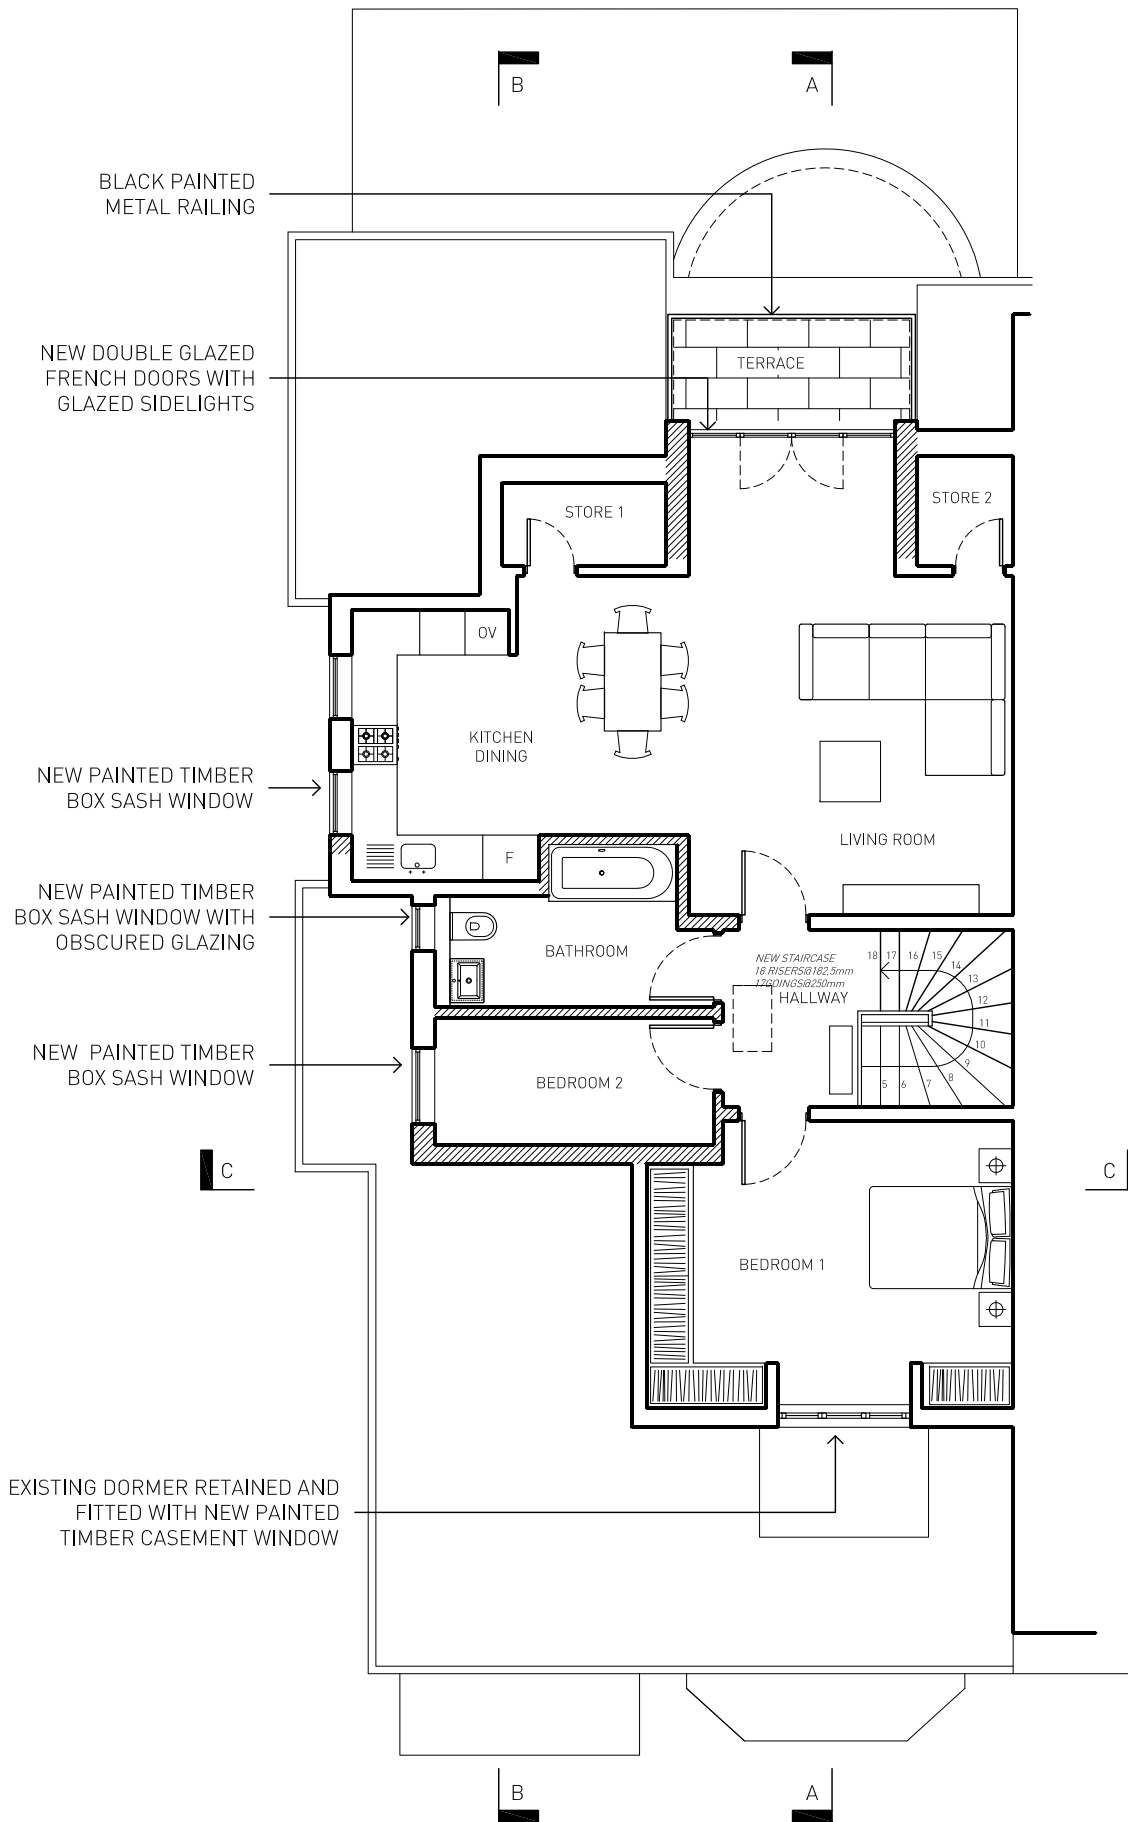 B
A
BLACK PAINTED
METAL RAILING
NEW DOUBLE GLAZED
FRENCH DOORS WITH
GLAZED SIDELIGHTS
TERRACE
STORE 1
STORE 2
OV
KITCHEN
DINING
NEW PAINTED TIMBER
BOX SASH WINDOW
LIVING ROOM
F
NEW PAINTED TIMBER
BOX SASH WINDOW WITH
OBSCURED GLAZING
BATHROOM
NEW STAIRCASE
18 RISERS@182,5mm
17GOINGS@250mm
HALLWAY
18
17
16
15
14
13
12
11
10
9
8
7
6
5
NEW PAINTED TIMBER
BOX SASH WINDOW
BEDROOM 2
C
C
BEDROOM 1
EXISTING DORMER RETAINED AND
FITTED WITH NEW PAINTED
TIMBER CASEMENT WINDOW
B
A